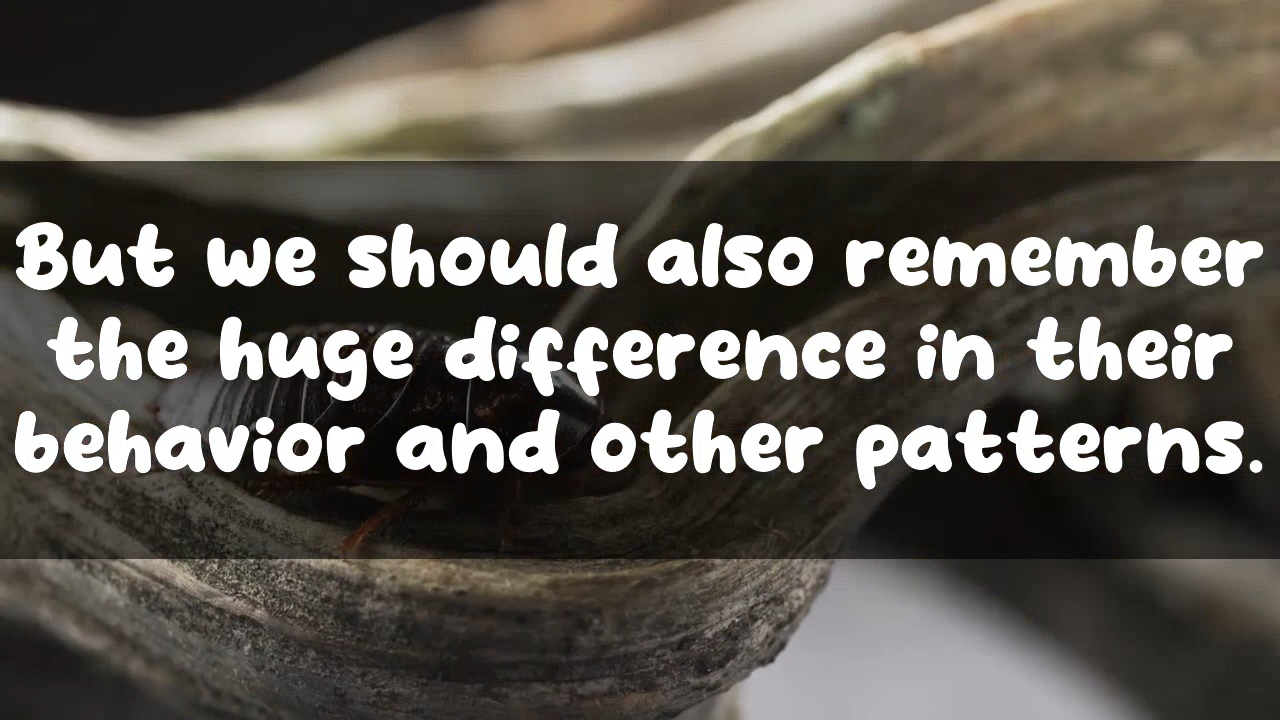 But we should also remember
the huge difference in their
behavior and other patterns.